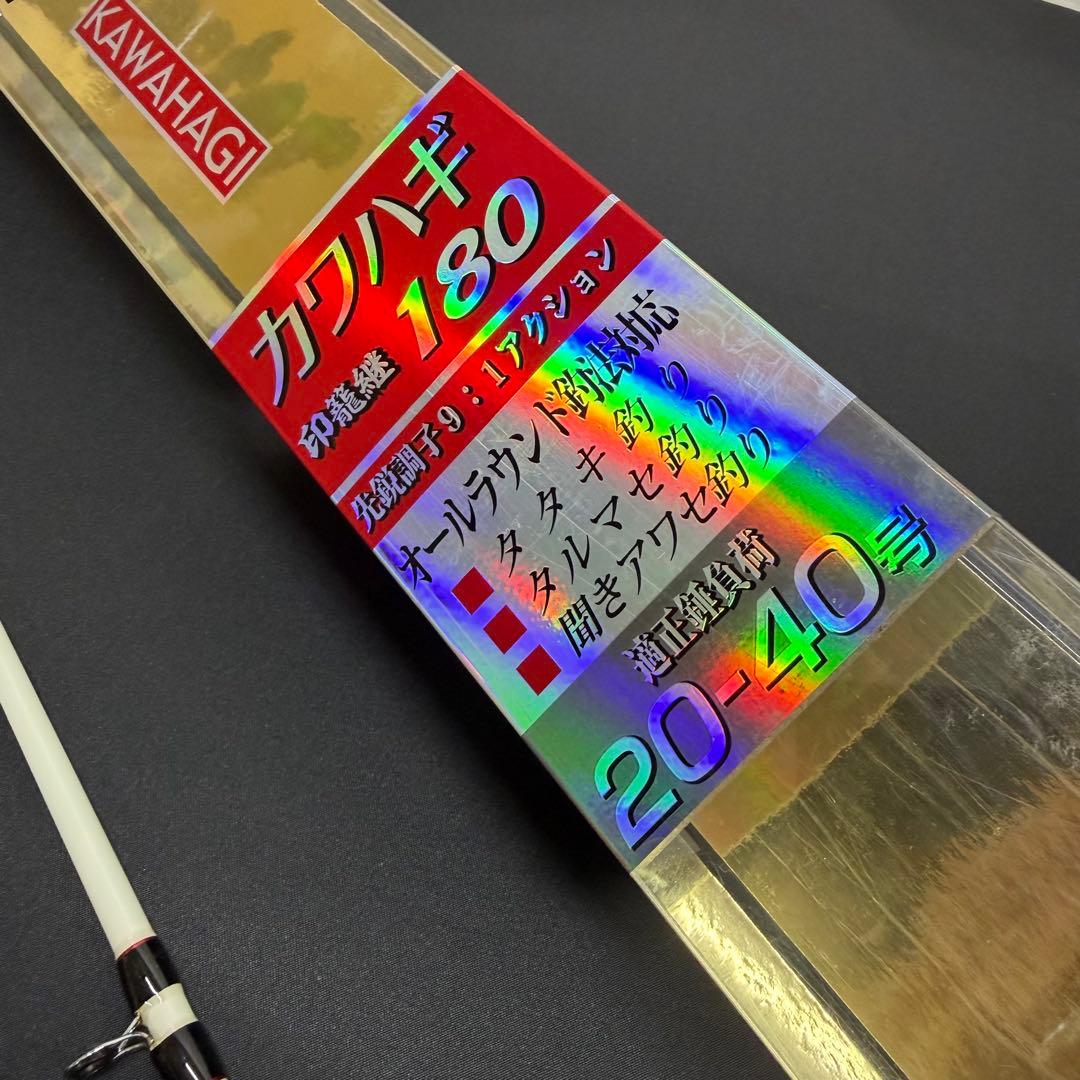 KAWAHAGI
カワハギ
印籠継 180
先鋭調子9:1アクション
オールラウンド釣法対応
タタキ釣り
タルマセ釣り
聞きアワセ釣り
適正錘負荷
20-40号